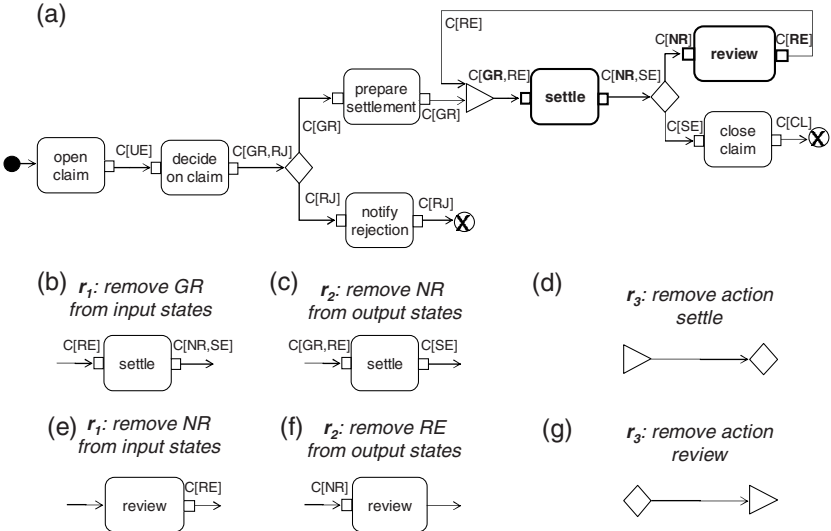 (a)
C[RE]
C[NR]
review
C[RE]
C[GR,RE]
C[NR,SE]
prepare
settlement
settle
C[GR]
C[GR]
C[UE]
C[GR,RJ]
C[SE]
close
claim
C[CL]
X
open
claim
decide
on claim
C[RJ]
notify
rejection
C[RJ]
X
(b)
r1: remove GR
from input states
C[RE]
settle
C[NR,SE]
(c)
r2: remove NR
from output states
C[GR,RE]
settle
C[SE]
(d)
r3: remove action
settle
(e)
r1: remove NR
from input states
review
C[RE]
(f)
r2: remove RE
from output states
C[NR]
review
(g)
r3: remove action
review